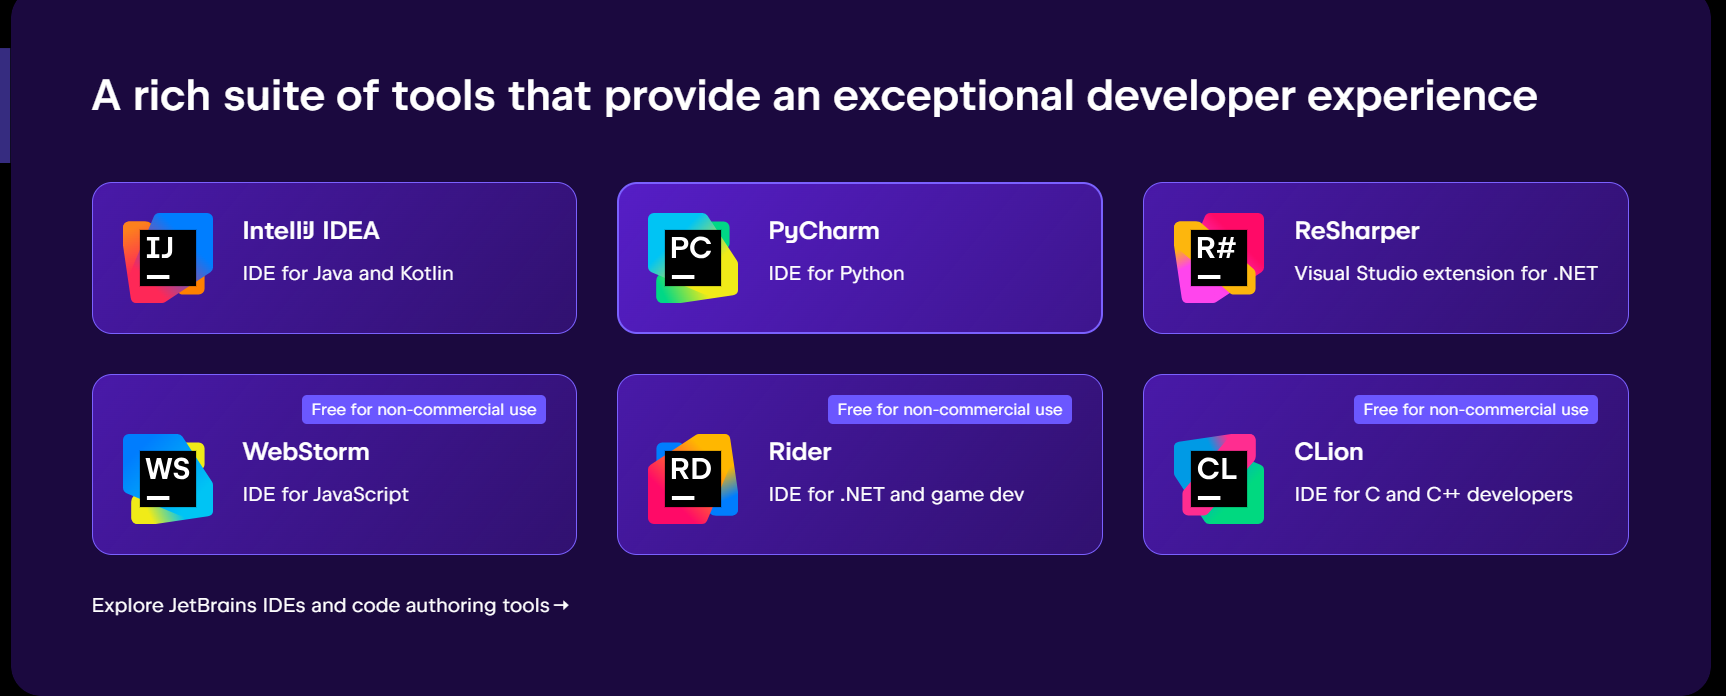 A rich suite of tools that provide an exceptional developer experience
IJ
IntelliJ IDEA
IDE for Java and Kotlin
PC
PyCharm
IDE for Python
R#
ReSharper
Visual Studio extension for .NET
Free for non-commercial use
WS
WebStorm
IDE for JavaScript
Free for non-commercial use
RD
Rider
IDE for .NET and game dev
Free for non-commercial use
CL
CLion
IDE for C and C++ developers
Explore JetBrains IDEs and code authoring tools →